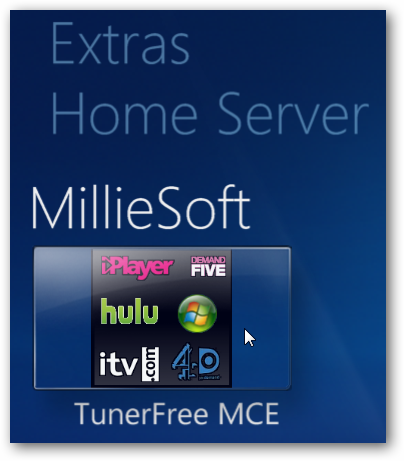 Extras
Home Server
MillieSoft
iPlayer DEMAND
FIVE
hulu
itv.com 4oD
TunerFree MCE